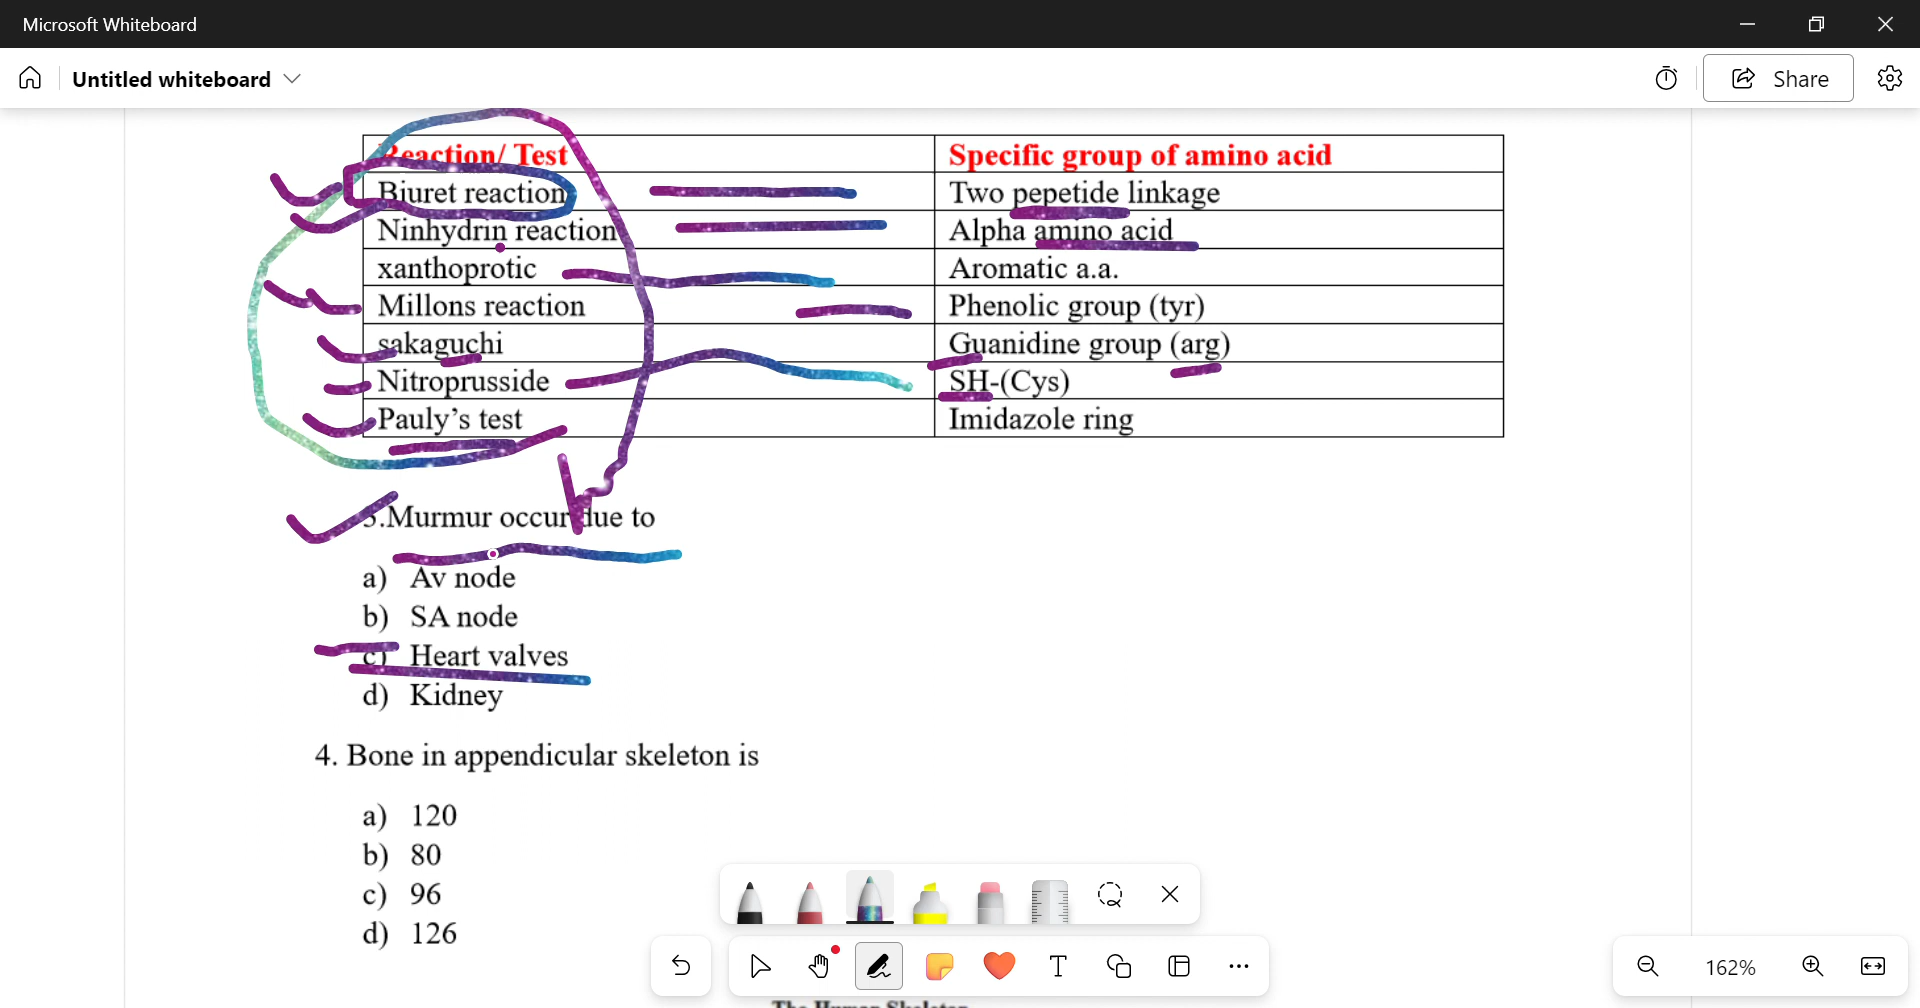 Microsoft Whiteboard
Untitled whiteboard
Share
Reaction/ Test Specific group of amino acid
Biuret reaction Two pepetide linkage
Ninhydrin reaction Alpha amino acid
xanthoprotic Aromatic a.a.
Millons reaction Phenolic group (tyr)
sakaguchi Guanidine group (arg)
Nitroprusside SH-(Cys)
Pauly's test Imidazole ring
3.Murmur occur due to
a) Av node
b) SA node
c) Heart valves
d) Kidney
4. Bone in appendicular skeleton is
a) 120
b) 80
c) 96
d) 126
T
162%
The Human Skeleton